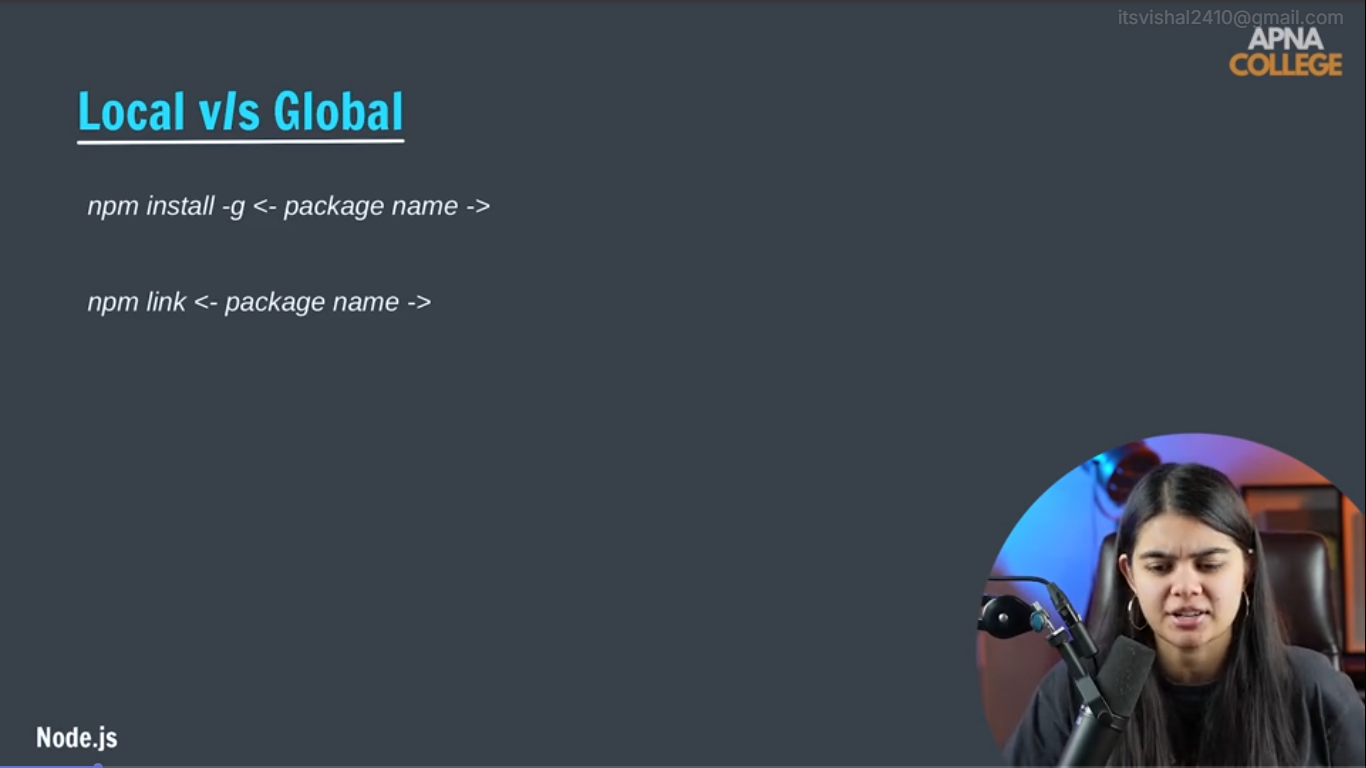 itsvishal2410@gmail.com
APNA
COLLEGE
Local v/s Global
npm install -g <- package name ->
npm link <- package name ->
Node.js